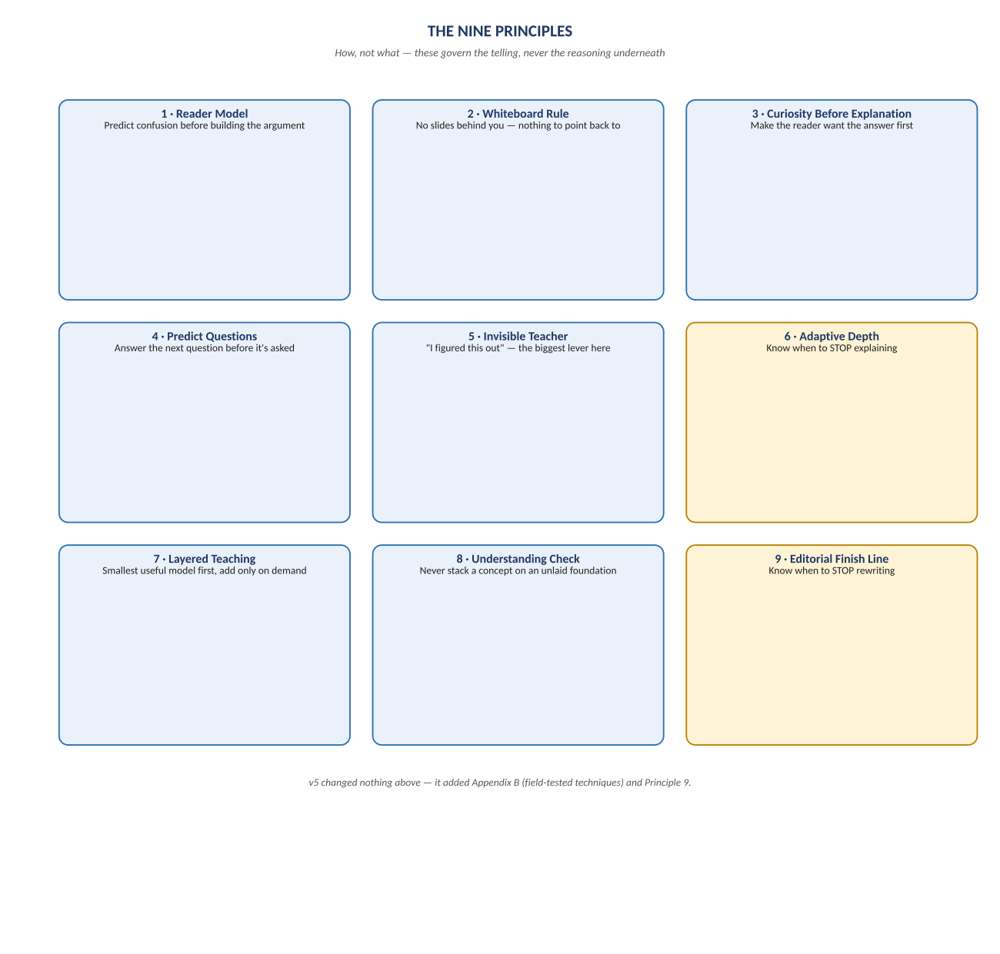 THE NINE PRINCIPLES
How, not what — these govern the telling, never the reasoning underneath
1 · Reader Model
Predict confusion before building the argument
2 · Whiteboard Rule
No slides behind you — nothing to point back to
3 · Curiosity Before Explanation
Make the reader want the answer first
4 · Predict Questions
Answer the next question before it's asked
5 · Invisible Teacher
"I figured this out" — the biggest lever here
6 · Adaptive Depth
Know when to STOP explaining
7 · Layered Teaching
Smallest useful model first, add only on demand
8 · Understanding Check
Never stack a concept on an unlaid foundation
9 · Editorial Finish Line
Know when to STOP rewriting
v5 changed nothing above — it added Appendix B (field-tested techniques) and Principle 9.